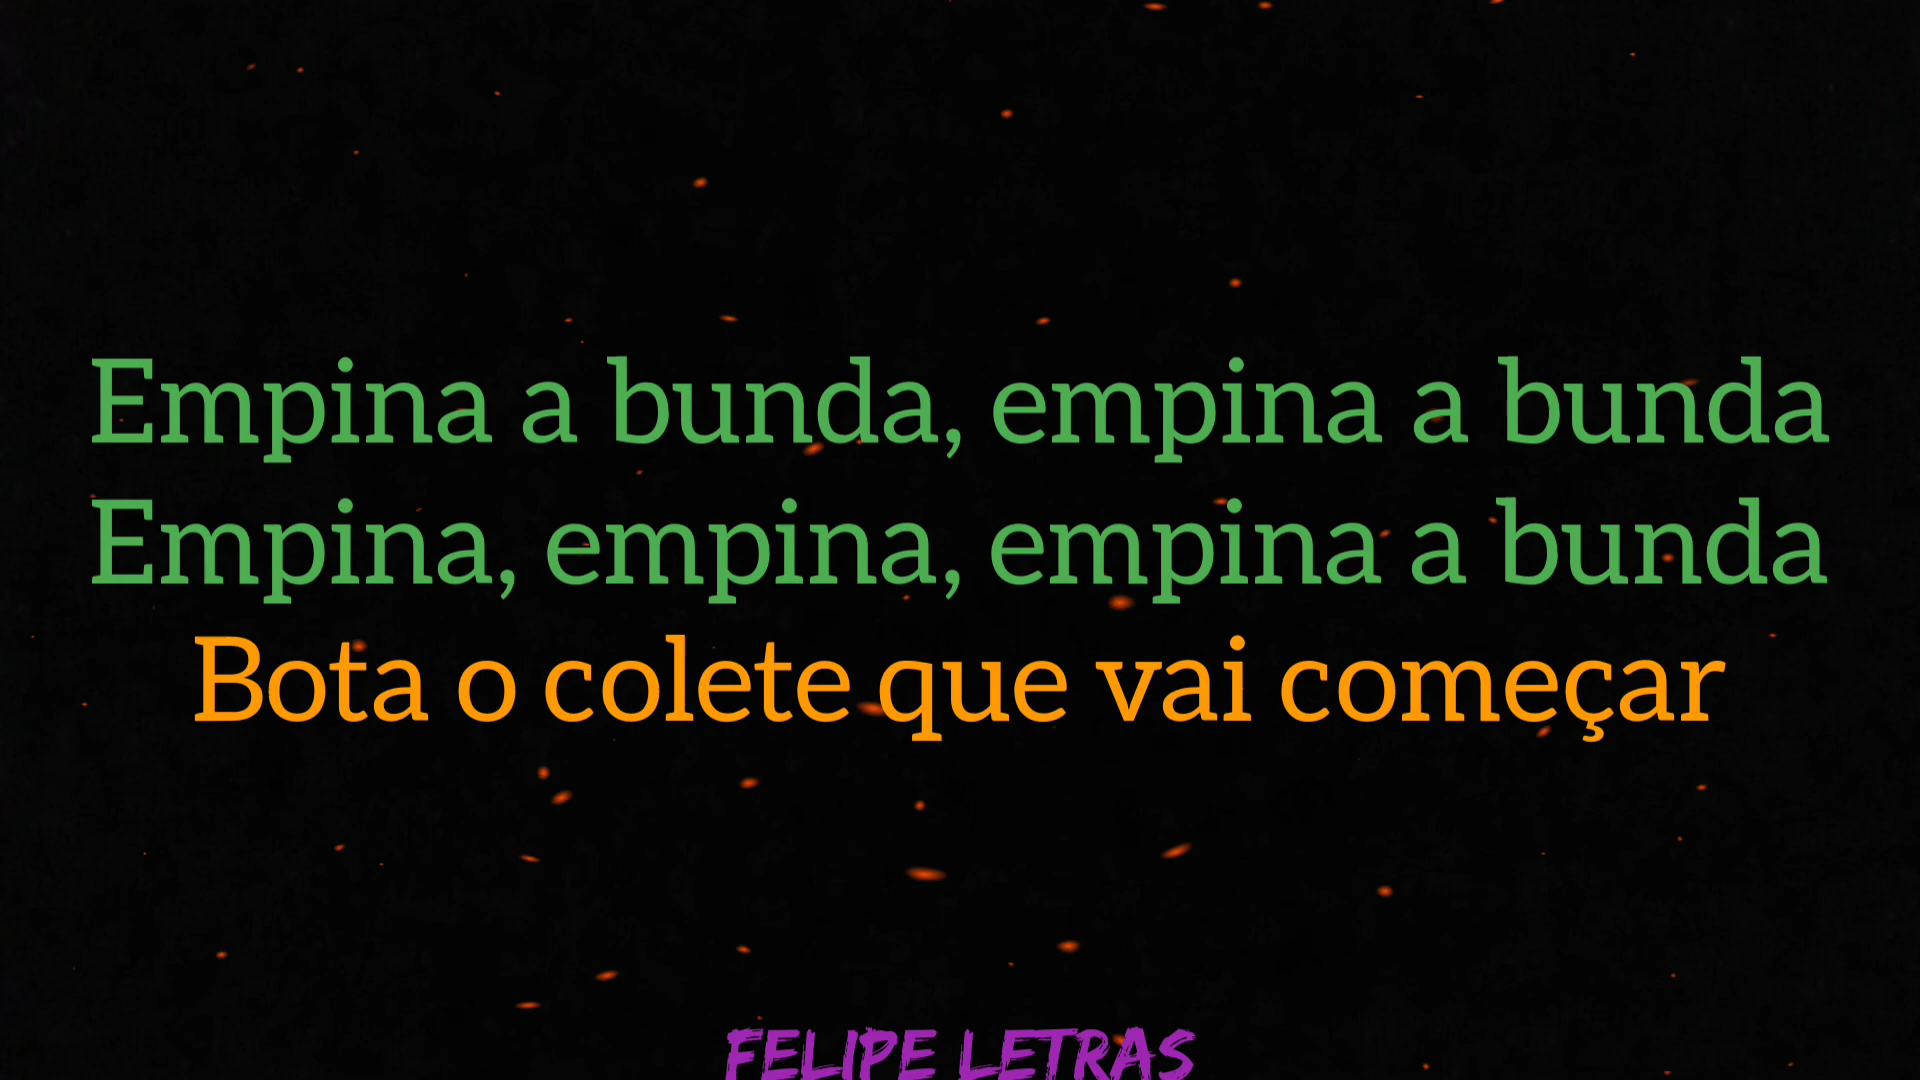 Empina a bunda, empina a bunda
Empina, empina, empina a bunda
Bota o colete que vai começar
FELIPE LETRAS